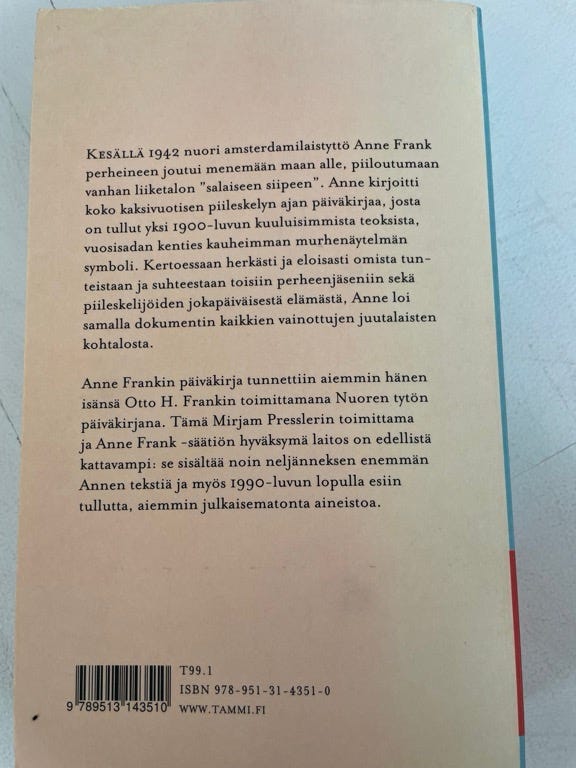 KESÄLLÄ 1942 nuori amsterdamilaistyttö Anne Frank
perheineen joutui menemään maan alle, piiloutumaan
vanhan liiketalon "salaiseen siipeen". Anne kirjoitti
koko kaksivuotisen piileskelyn ajan päiväkirjaa, josta
on tullut yksi 1900-luvun kuuluisimmista teoksista,
vuosisadan kenties kauheimman murhenäytelmän
symboli. Kertoessaan herkästi ja eloisasti omista tun-
teistaan ja suhteestaan toisiin perheenjäseniin sekä
piileskelijöiden jokapäiväisestä elämästä, Anne loi
samalla dokumentin kaikkien vainottujen juutalaisten
kohtalosta.
Anne Frankin päiväkirja tunnettiin aiemmin hänen
isänsä Otto H. Frankin toimittamana Nuoren tytön
päiväkirjana. Tämä Mirjam Presslerin toimittama
ja Anne Frank -säätiön hyväksymä laitos on edellistä
kattavampi: se sisältää noin neljänneksen enemmän
Annen tekstiä ja myös 1990-luvun lopulla esiin
tullutta, aiemmin julkaisematonta aineistoa.
T99.1
ISBN 978-951-31-4351-0
WWW.TAMMI.FI
9 789513 143510